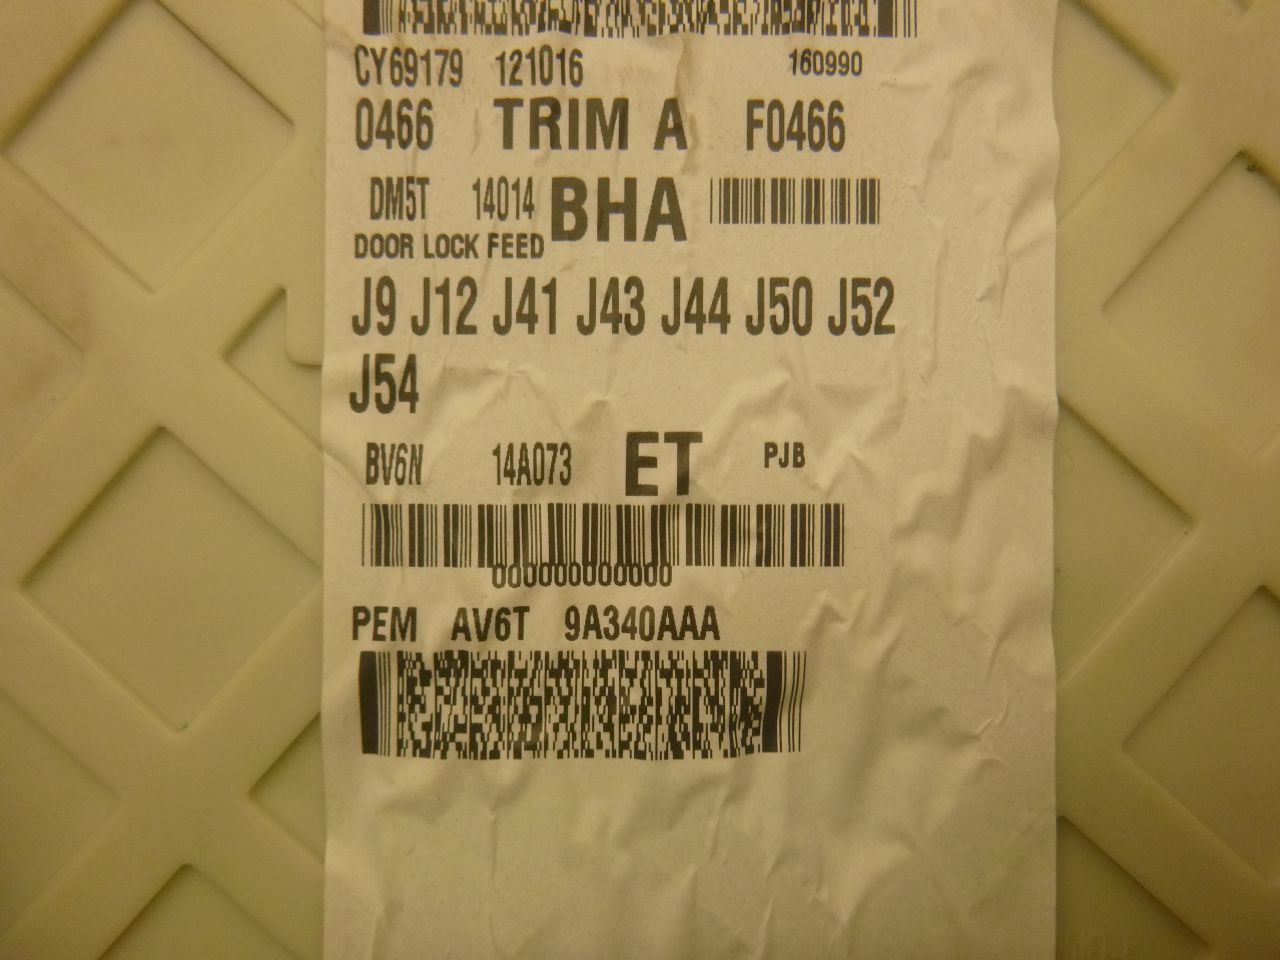 CY69179 121016 160990
0466 TRIM A F0466
DM5T 14014 BHA
DOOR LOCK FEED
J9 J12 J41 J43 J44 J50 J52
J54
BV6N 14A073 ET PJB
000000000000
PEM AV6T 9A340AAA